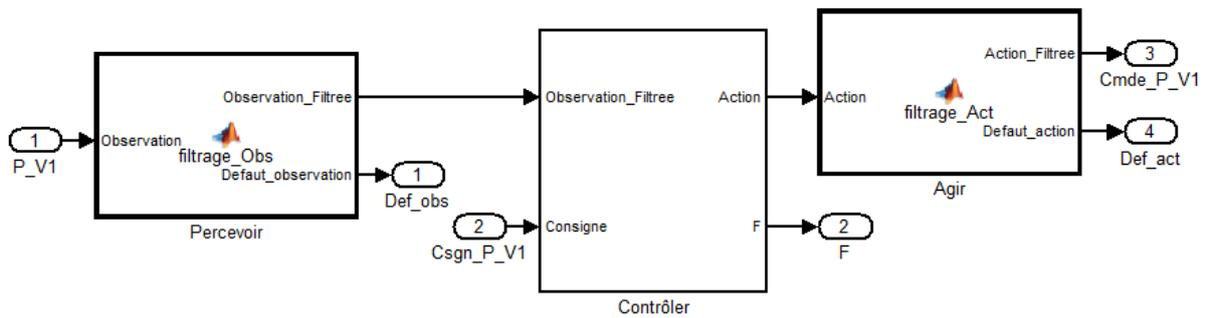 1
P_V1
Observation
Observation_Filtree
filtrage_Obs
Defaut_observation
Percevoir
1
Def_obs
2
Csgn_P_V1
Observation_Filtree
Action
Consigne
F
Contrôler
2
F
Action
Action_Filtree
filtrage_Act
Defaut_action
Agir
3
Cmde_P_V1
4
Def_act